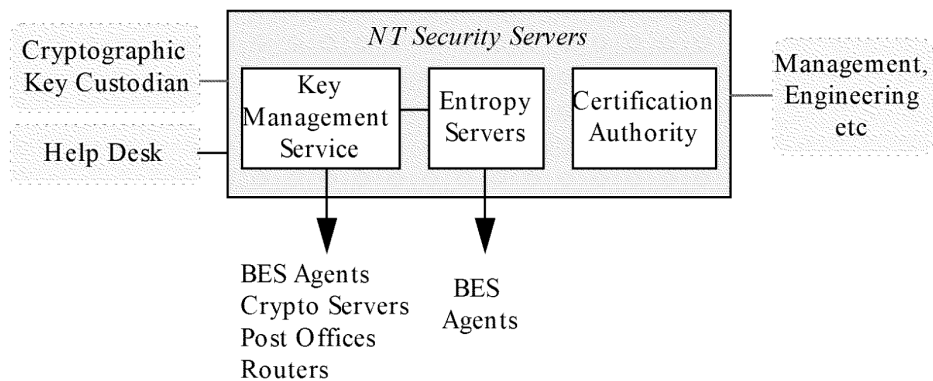 NT Security Servers
Cryptographic
Key Custodian
Help Desk
Key
Management
Service
Entropy
Servers
Certification
Authority
Management,
Engineering
etc
BES Agents
Crypto Servers
Post Offices
Routers
BES
Agents